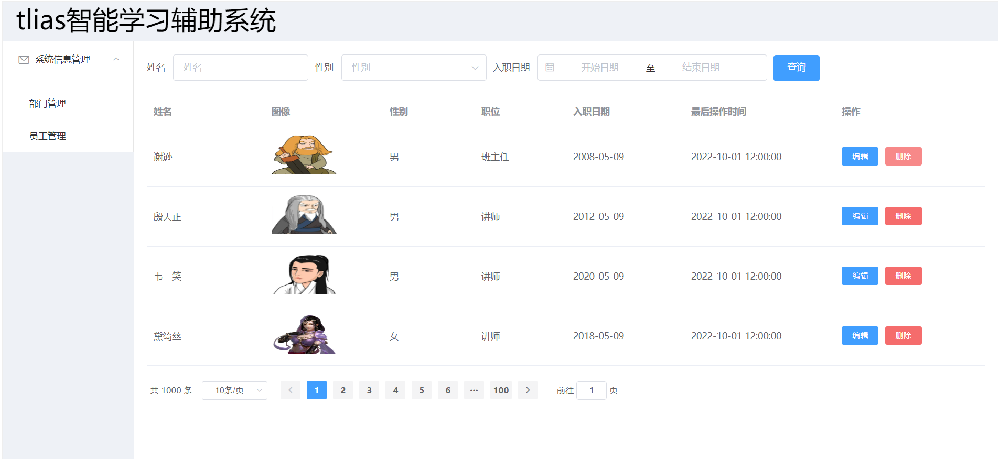 tlias智能学习辅助系统
系统信息管理
部门管理
员工管理
姓名 姓名 性别 性别 入职日期 开始日期 至 结束日期 查询
姓名 图像 性别 职位 入职日期 最后操作时间 操作
谢逊 男 班主任 2008-05-09 2022-10-01 12:00:00 编辑 删除
殷天正 男 讲师 2012-05-09 2022-10-01 12:00:00 编辑 删除
韦一笑 男 讲师 2020-05-09 2022-10-01 12:00:00 编辑 删除
黛绮丝 女 讲师 2018-05-09 2022-10-01 12:00:00 编辑 删除
共 1000 条 10条/页 1 2 3 4 5 6 ··· 100 前往 1 页